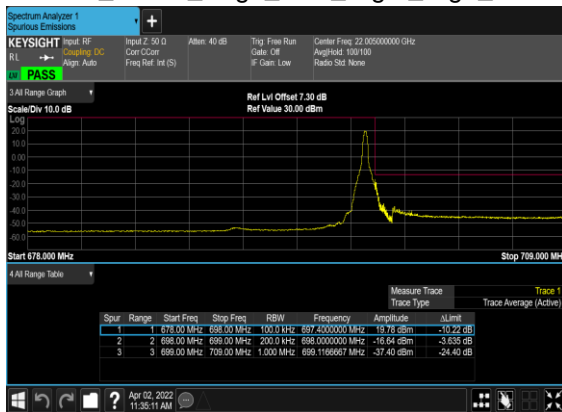 Spectrum Analyzer 1
Spurious Emissions
KEYSIGHT Input: RF Input Z: 50 Ω Atten: 40 dB Trig: Free Run Center Freq: 22.005000000 GHz
RL Coupling: DC Corr CCorr Gate: Off Avg|Hold: 100/100
Align: Auto Freq Ref: Int (S) IF Gain: Low Radio Std: None
PASS
3 All Range Graph Ref Lvl Offset 7.30 dB
Scale/Div 10.0 dB Ref Value 30.00 dBm
Log
20.0
10.0
0.00
-10.0
-20.0
-30.0
-40.0
-50.0
-60.0
Start 678.000 MHz Stop 709.000 MH
4 All Range Table
Measure Trace Trace 1
Trace Type Trace Average (Active)
Spur Range Start Freq Stop Freq RBW Frequency Amplitude ΔLimit
1 1 678.00 MHz 698.00 MHz 100.0 kHz 697.4000000 MHz 19.78 dBm -10.22 dB
2 2 698.00 MHz 699.00 MHz 200.0 kHz 698.0000000 MHz -16.64 dBm -3.635 dB
3 3 699.00 MHz 709.00 MHz 1.000 MHz 699.1166667 MHz -37.40 dBm -24.40 dB
? Apr 02, 2022
11:35:11 AM